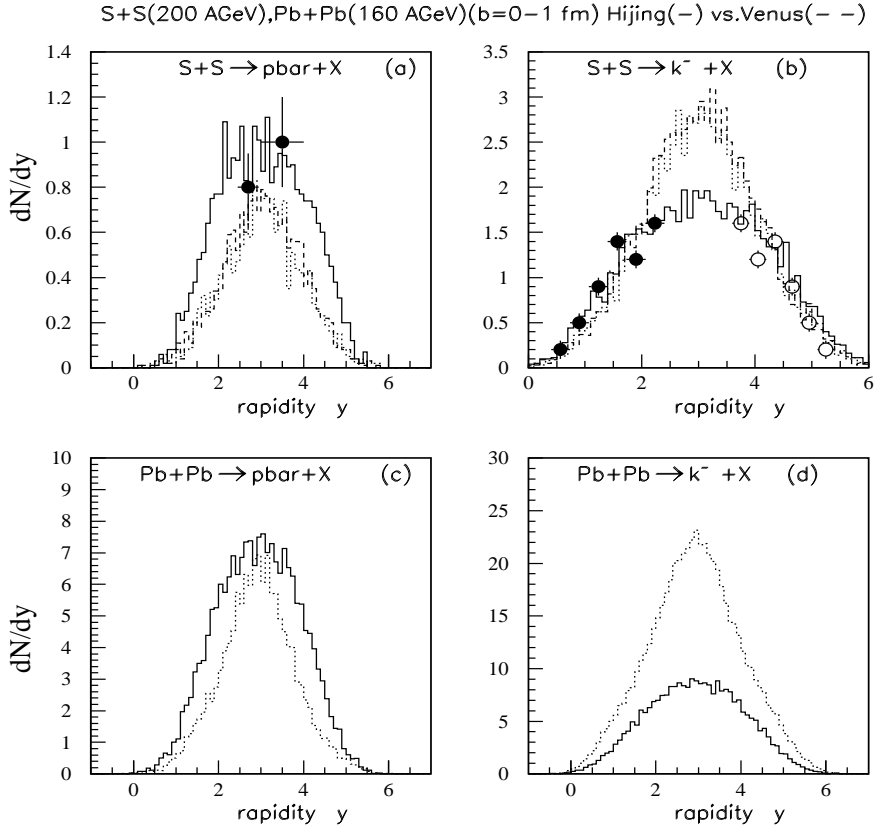 S+S(200 AGeV),Pb+Pb(160 AGeV)(b=0-1 fm) Hijing(-) vs.Venus(- -)
S+S → pbar+X (a)
dN/dy
1.4
1.2
1
0.8
0.6
0.4
0.2
0
0 2 4 6
rapidity y
S+S → k⁻ +X (b)
3.5
3
2.5
2
1.5
1
0.5
0
0 2 4 6
rapidity y
Pb+Pb → pbar+X (c)
dN/dy
10
9
8
7
6
5
4
3
2
1
0
0 2 4 6
rapidity y
Pb+Pb → k⁻ +X (d)
30
25
20
15
10
5
0
0 2 4 6
rapidity y